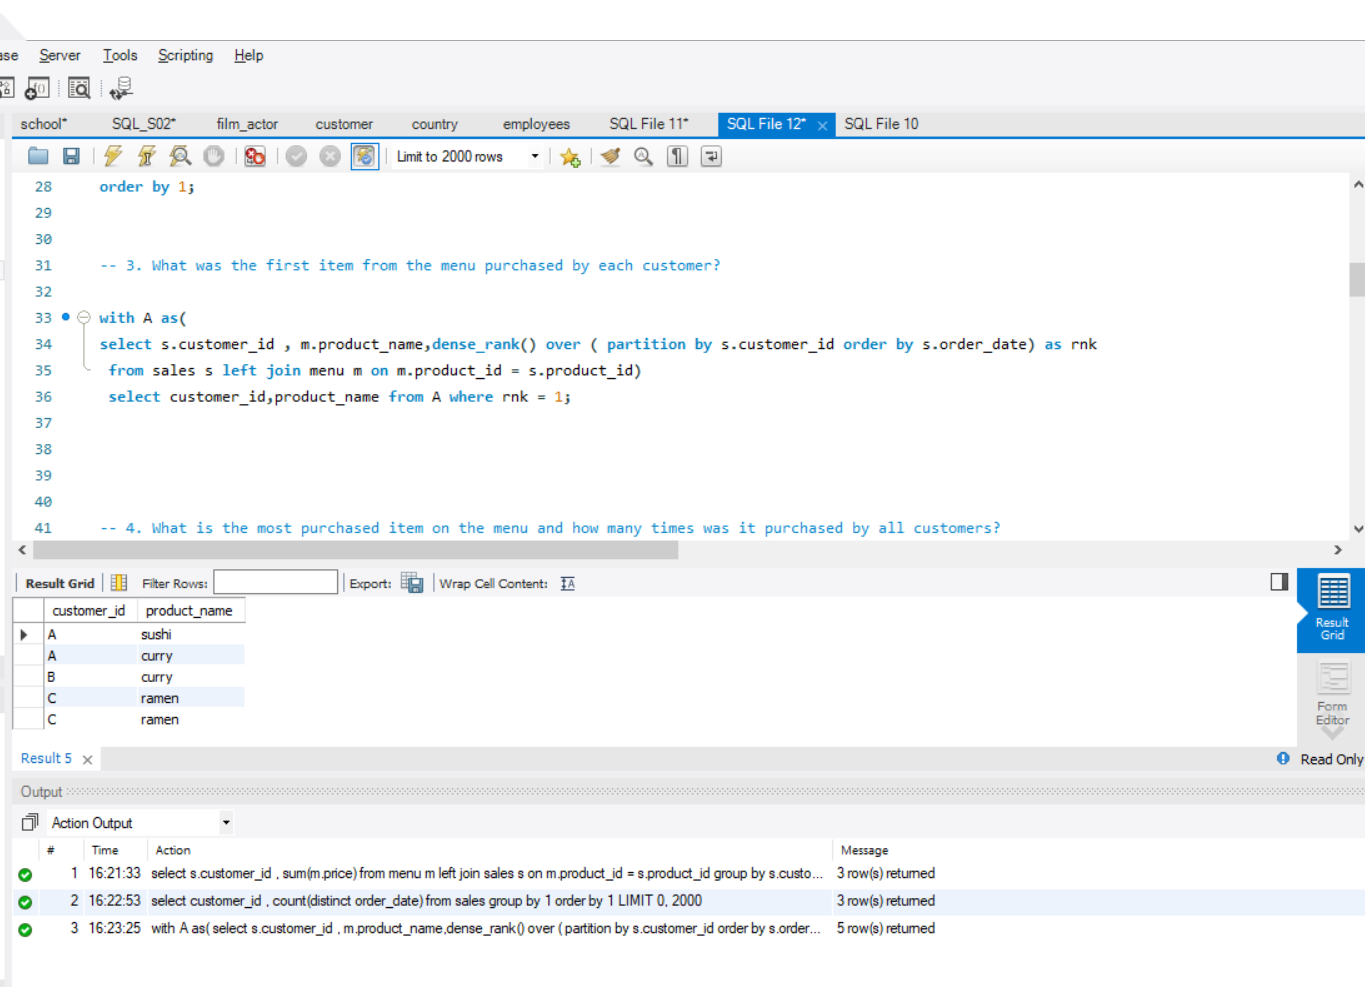 ase Server Tools Scripting Help
school* SQL_S02* film_actor customer country employees SQL File 11* SQL File 12* SQL File 10
Limit to 2000 rows
28 order by 1;
29
30
31 -- 3. What was the first item from the menu purchased by each customer?
32
33 with A as(
34 select s.customer_id , m.product_name,dense_rank() over ( partition by s.customer_id order by s.order_date) as rnk
35 from sales s left join menu m on m.product_id = s.product_id)
36 select customer_id,product_name from A where rnk = 1;
37
38
39
40
41 -- 4. What is the most purchased item on the menu and how many times was it purchased by all customers?
Result Grid Filter Rows: Export: Wrap Cell Content:
customer_id product_name
A sushi
A curry
B curry
C ramen
C ramen
Result
Grid
Form
Editor
Result 5 Read Only
Output
Action Output
# Time Action Message
1 16:21:33 select s.customer_id , sum(m.price) from menu m left join sales s on m.product_id = s.product_id group by s.custo... 3 row(s) returned
2 16:22:53 select customer_id , count(distinct order_date) from sales group by 1 order by 1 LIMIT 0, 2000 3 row(s) returned
3 16:23:25 with A as( select s.customer_id , m.product_name,dense_rank() over ( partition by s.customer_id order by s.order... 5 row(s) returned